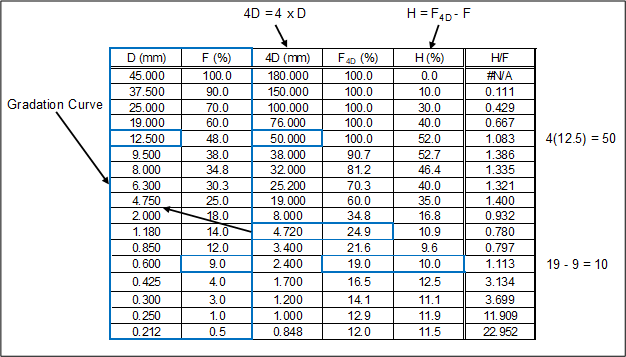 4D = 4 x D H = F4D - F
D (mm) F (%) 4D (mm) F4D (%) H (%) H/F
45.000 100.0 180.000 100.0 0.0 #N/A
37.500 90.0 150.000 100.0 10.0 0.111
Gradation Curve 25.000 70.0 100.000 100.0 30.0 0.429
19.000 60.0 76.000 100.0 40.0 0.667
12.500 48.0 50.000 100.0 52.0 1.083 4(12.5) = 50
9.500 38.0 38.000 90.7 52.7 1.386
8.000 34.8 32.000 81.2 46.4 1.335
6.300 30.3 25.200 70.3 40.0 1.321
4.750 25.0 19.000 60.0 35.0 1.400
2.000 18.0 8.000 34.8 16.8 0.932
1.180 14.0 4.720 24.9 10.9 0.780
0.850 12.0 3.400 21.6 9.6 0.797
0.600 9.0 2.400 19.0 10.0 1.113 19 - 9 = 10
0.425 4.0 1.700 16.5 12.5 3.134
0.300 3.0 1.200 14.1 11.1 3.699
0.250 1.0 1.000 12.9 11.9 11.909
0.212 0.5 0.848 12.0 11.5 22.952